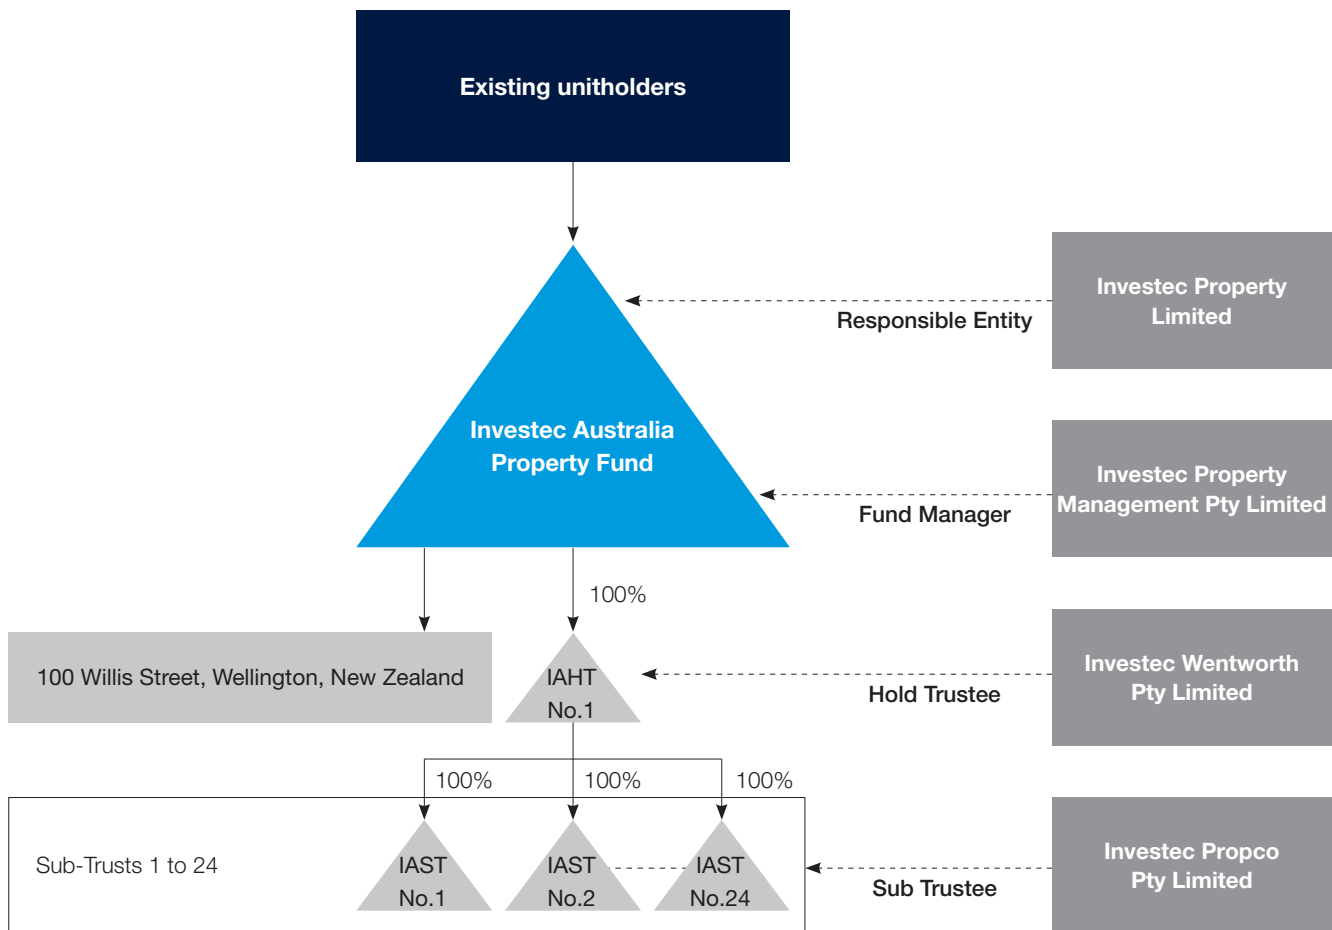 Existing unitholders
Investec Property
Limited
Responsible Entity
Investec Australia
Property Fund
Investec Property
Management Pty Limited
Fund Manager
100%
100 Willis Street, Wellington, New Zealand
IAHT
No.1
Investec Wentworth
Pty Limited
Hold Trustee
100%
100%
100%
Sub-Trusts 1 to 24
IAST
No.1
IAST
No.2
IAST
No.24
Investec Propco
Pty Limited
Sub Trustee